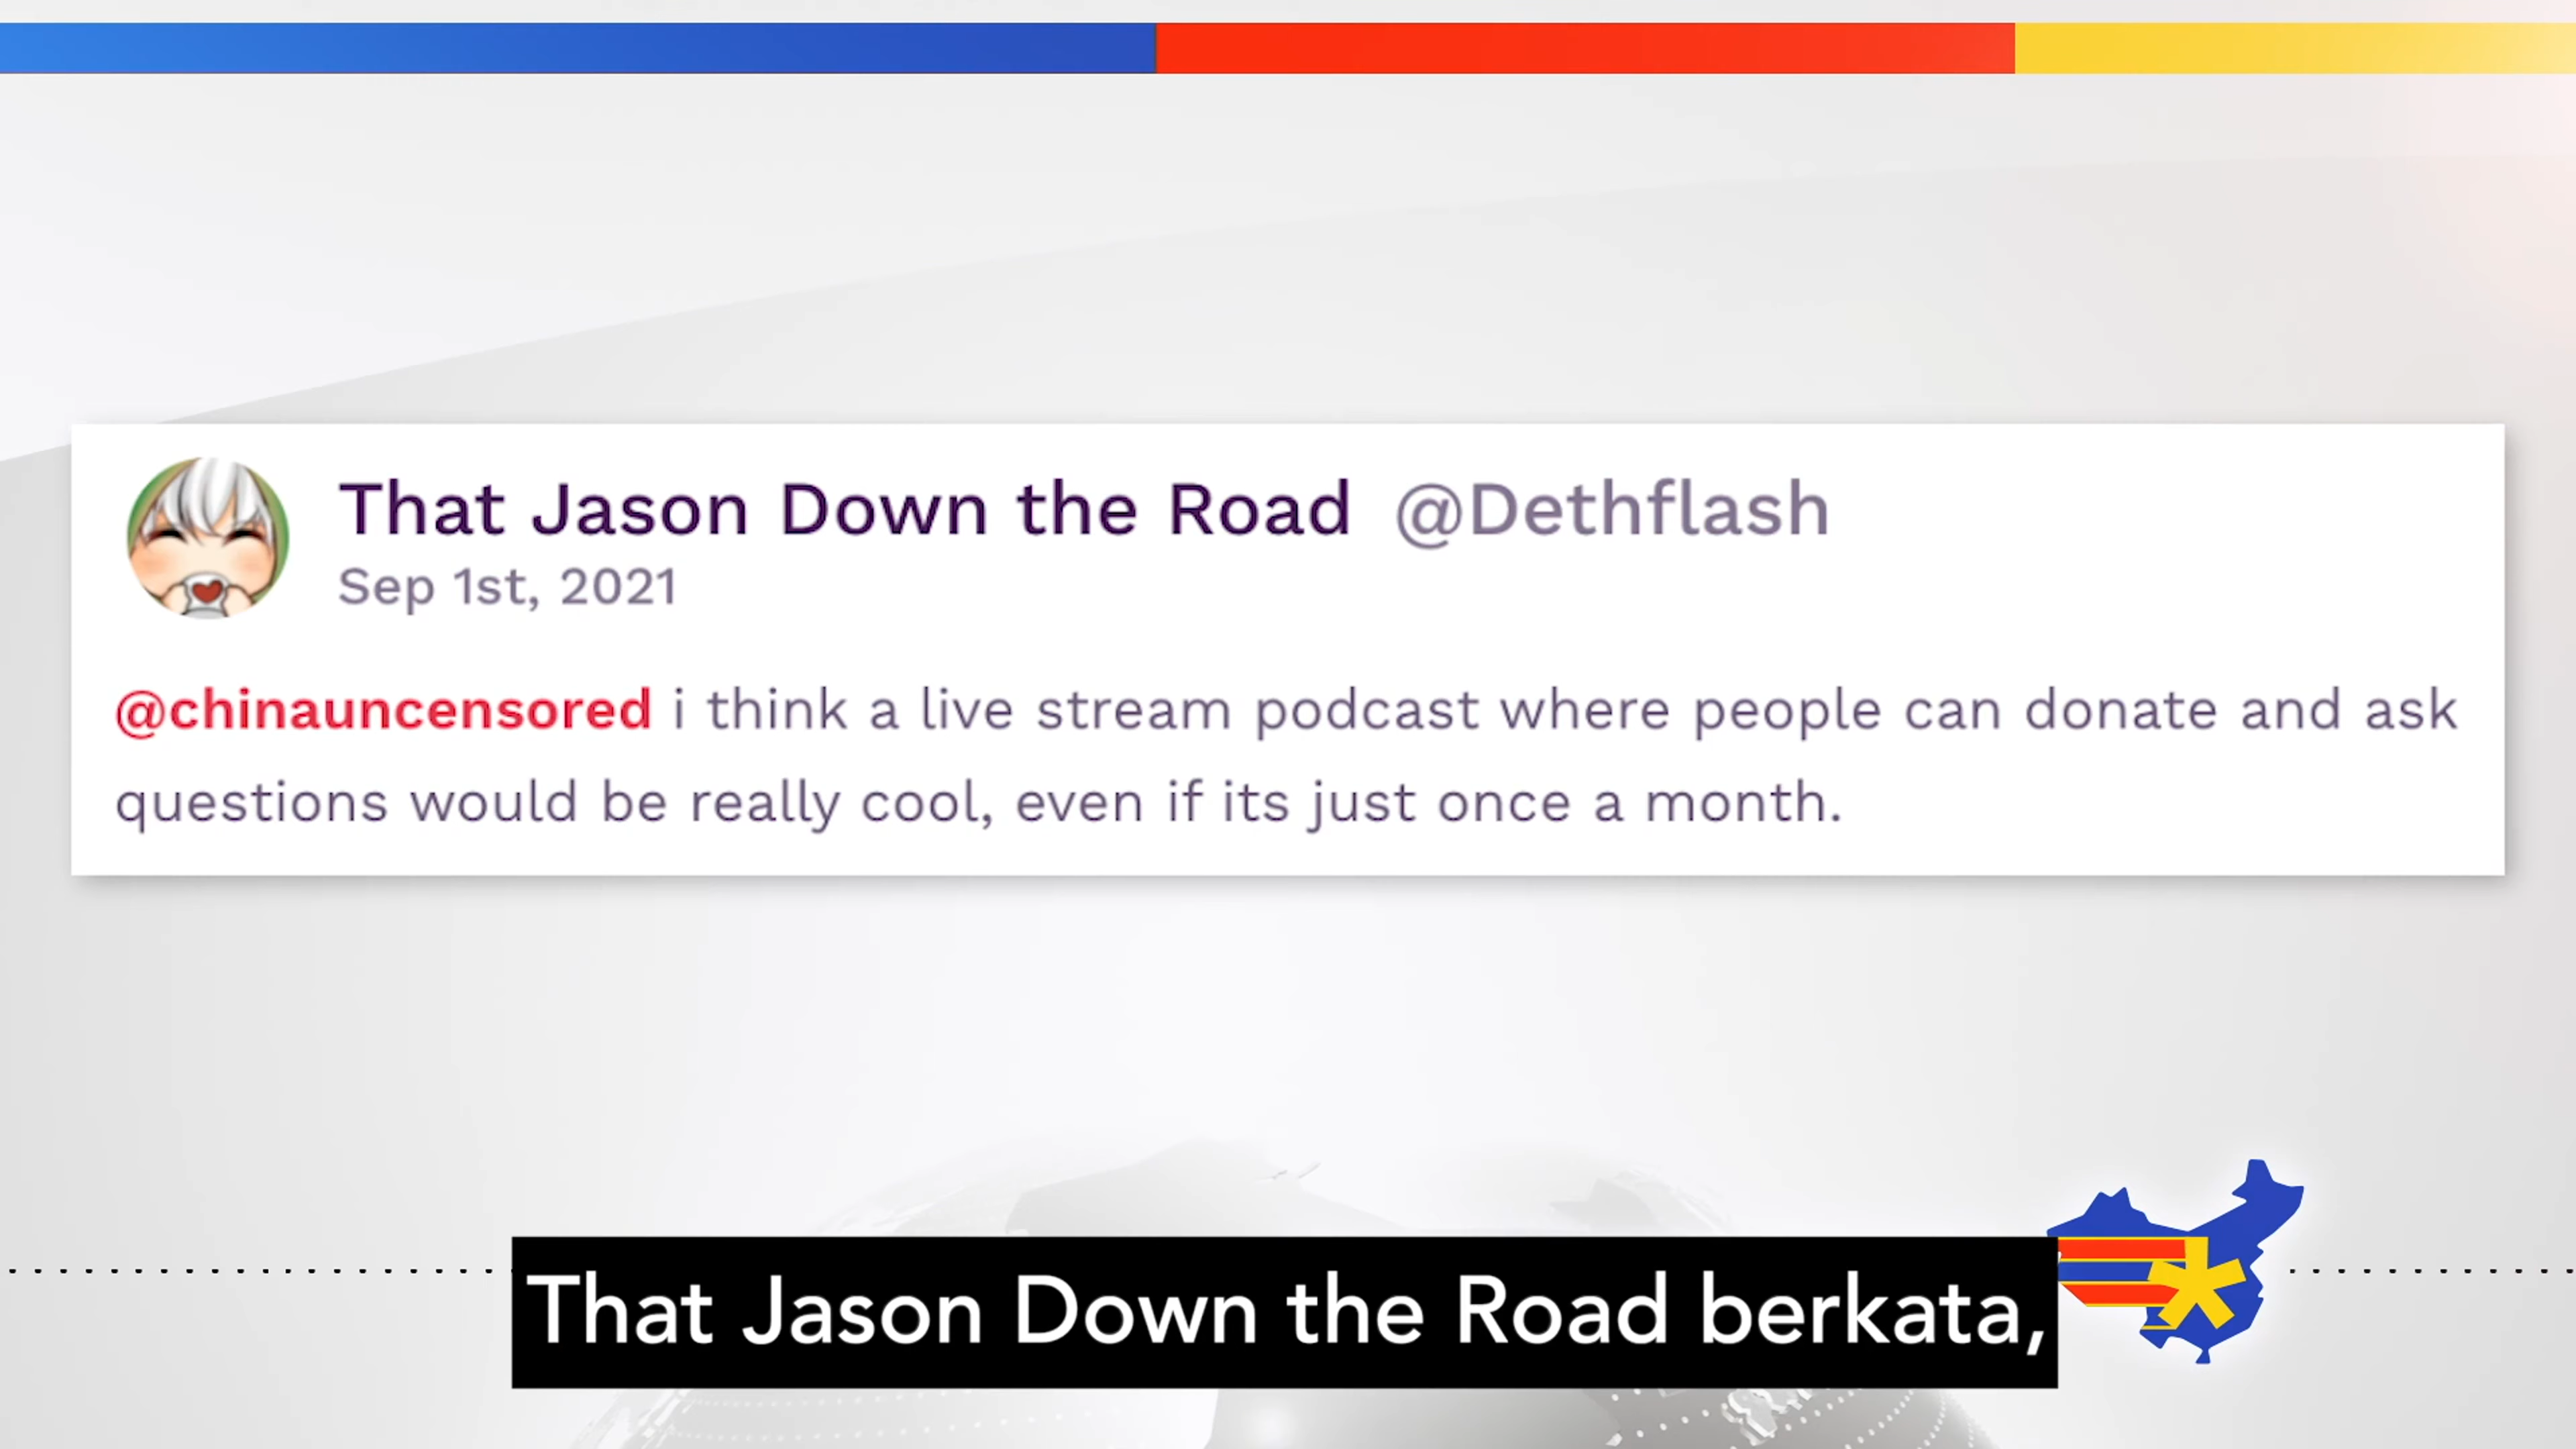 That Jason Down the Road @Dethflash
Sep 1st, 2021
@chinauncensored i think a live stream podcast where people can donate and ask
questions would be really cool, even if its just once a month.
That Jason Down the Road berkata,